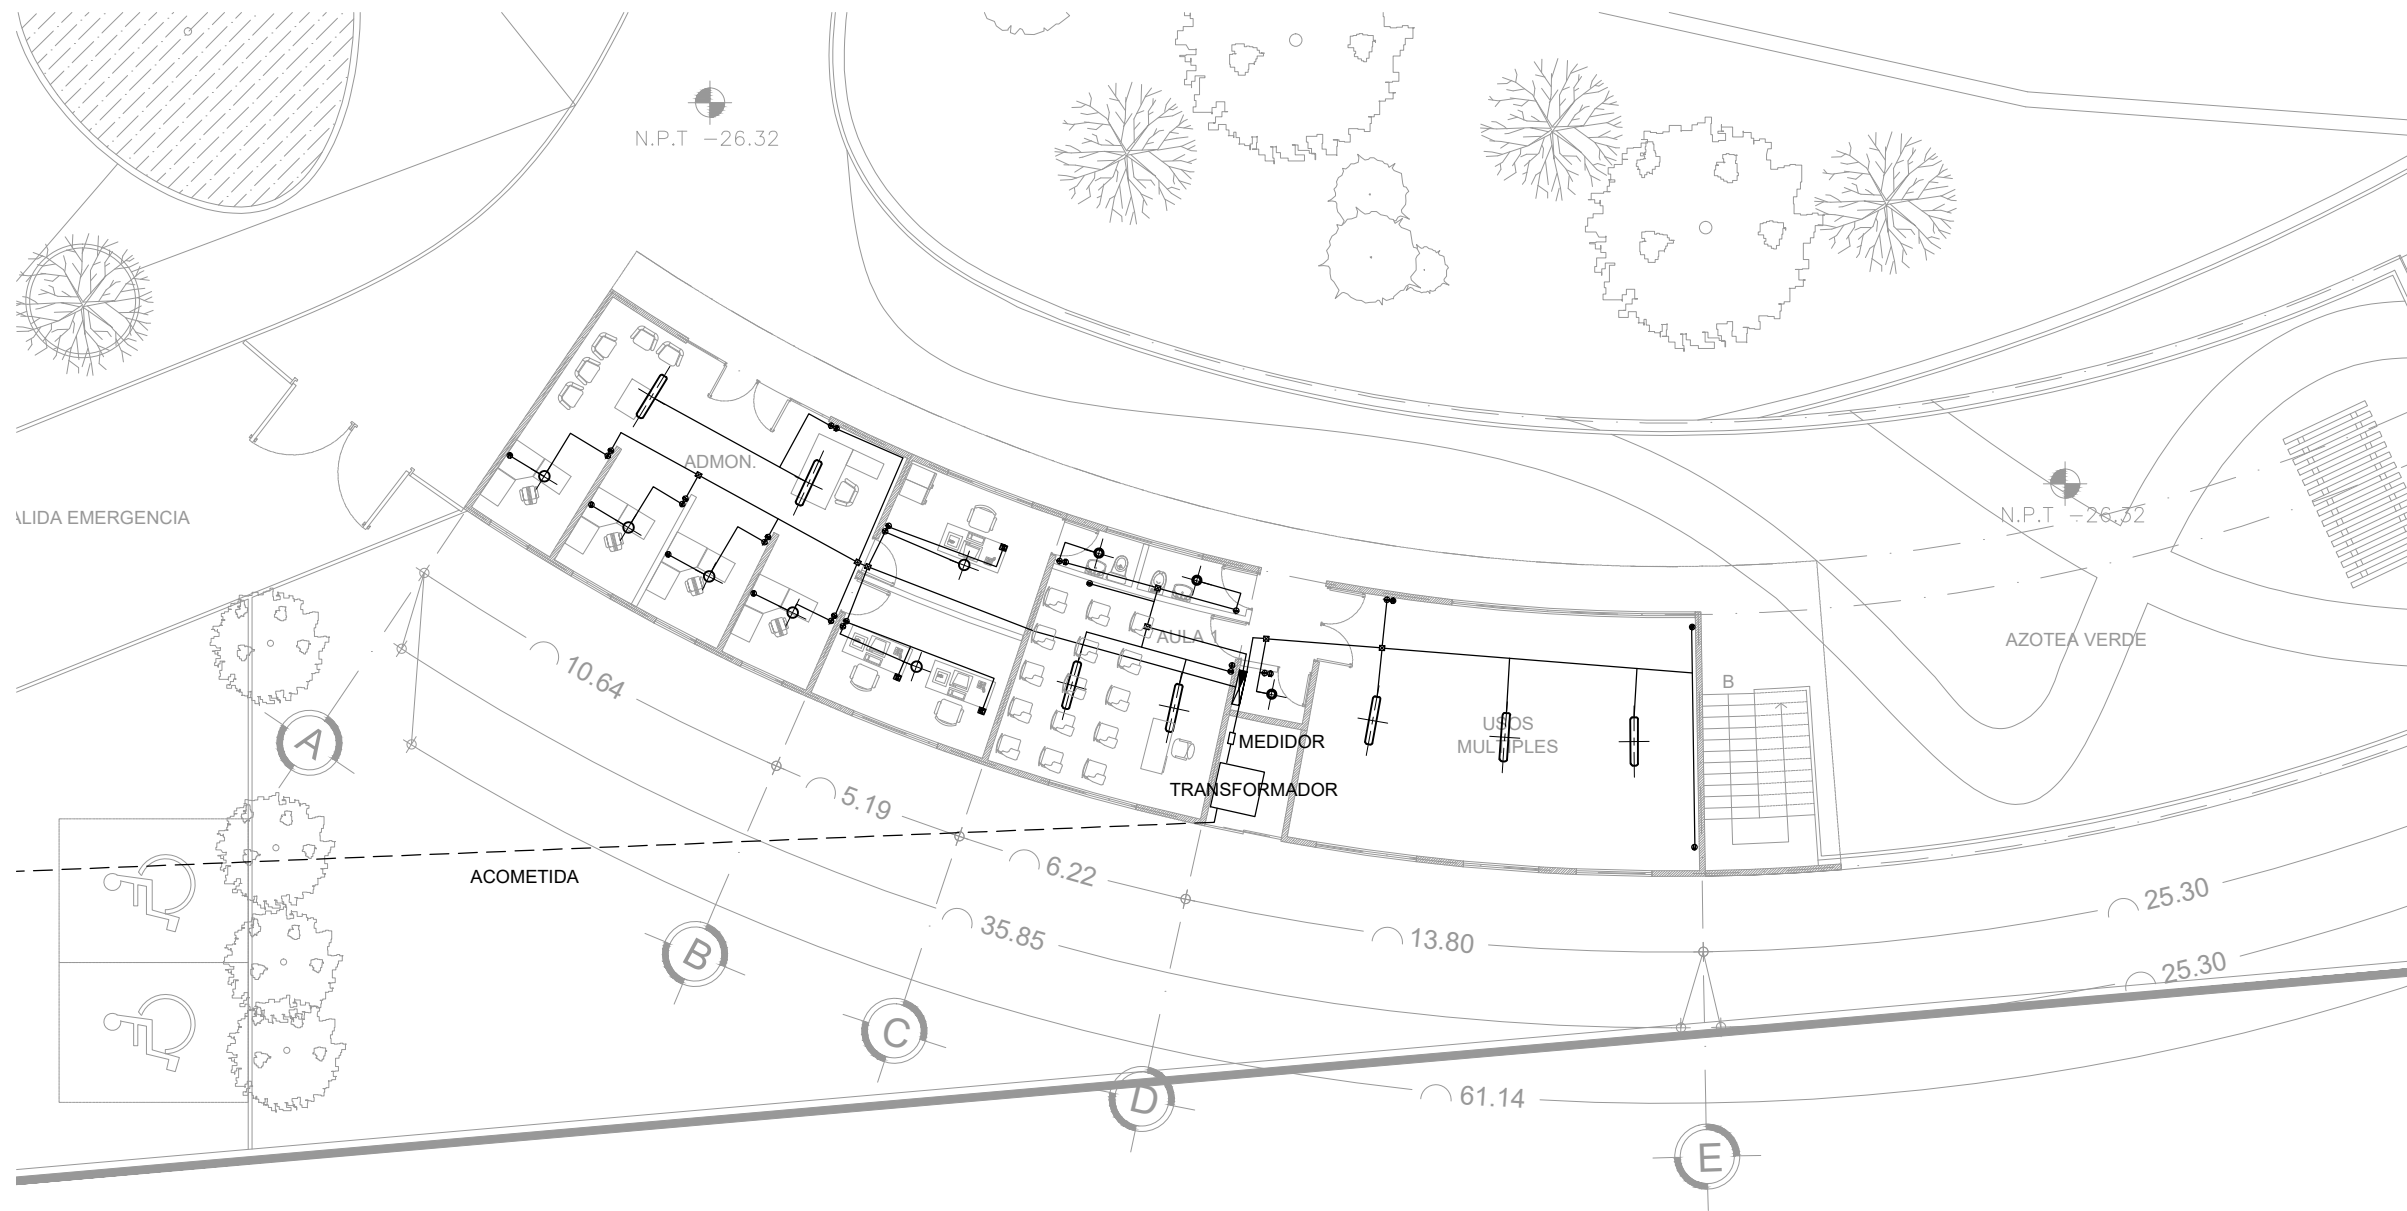 N.P.T -26.32
ADMON.
ALIDA EMERGENCIA
N.P.T -26.32
AULA 1
AZOTEA VERDE
10.64
B
USOS
MULTIPLES
MEDIDOR
A
TRANSFORMADOR
5.19
6.22
ACOMETIDA
25.30
35.85
13.80
B
25.30
C
D
61.14
E